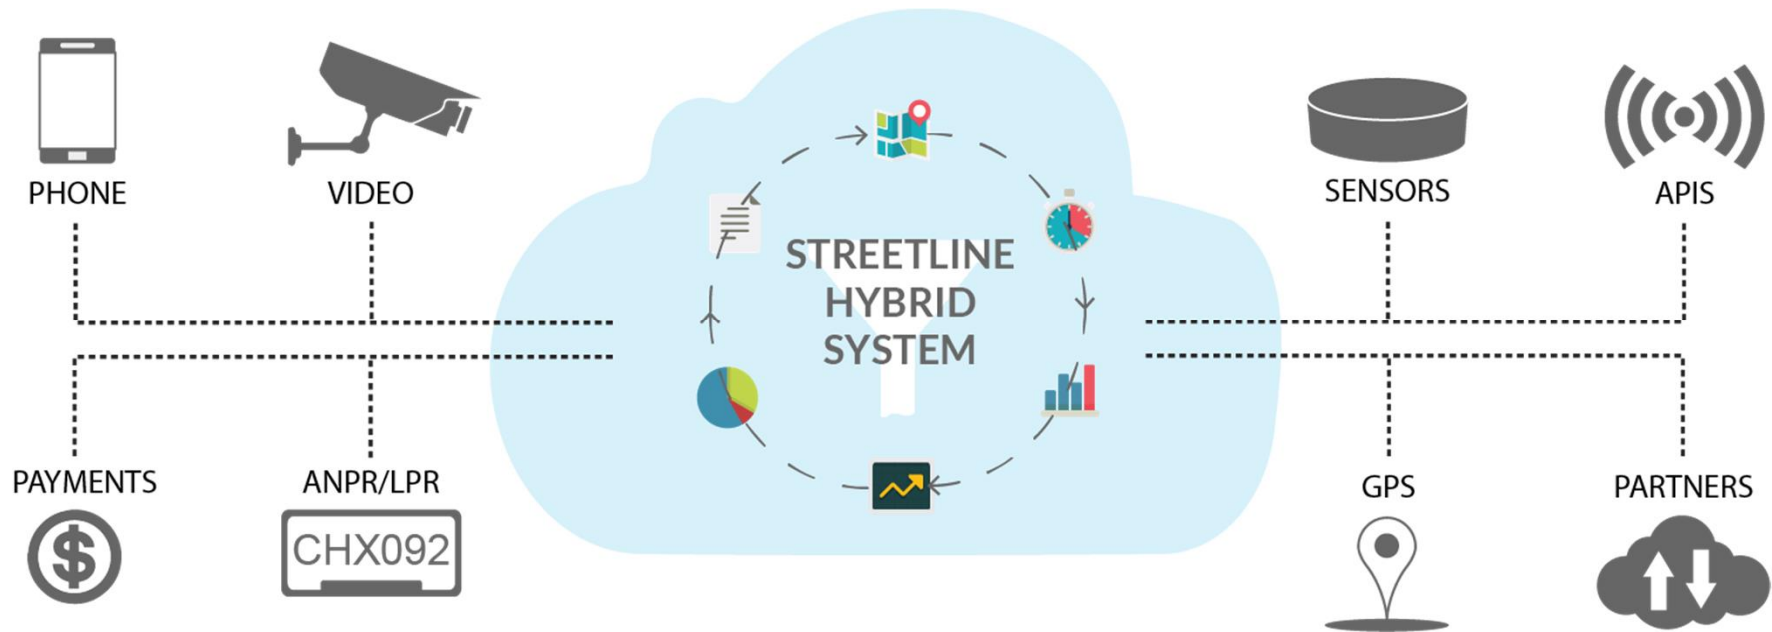 PHONE
VIDEO
SENSORS
APIS
STREETLINE
HYBRID
SYSTEM
PAYMENTS
ANPR/LPR
GPS
PARTNERS
$
CHX092